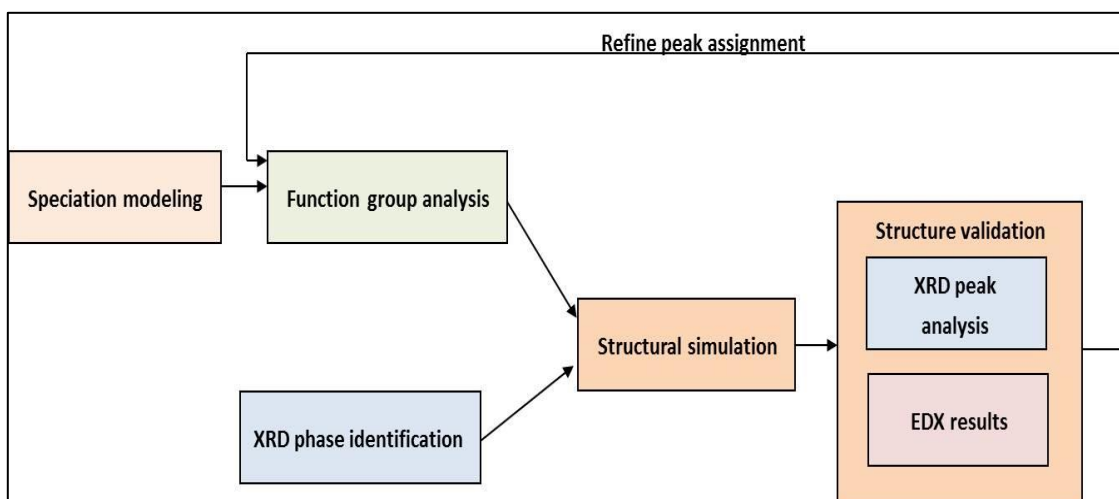 Refine peak assignment
Speciation modeling
Function group analysis
Structure validation
XRD peak
analysis
Structural simulation
EDX results
XRD phase identification